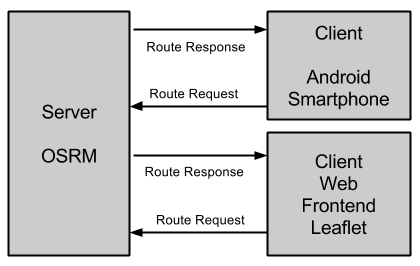 Server
OSRM
Route Response
Route Request
Client
Android
Smartphone
Route Response
Route Request
Client
Web
Frontend
Leaflet